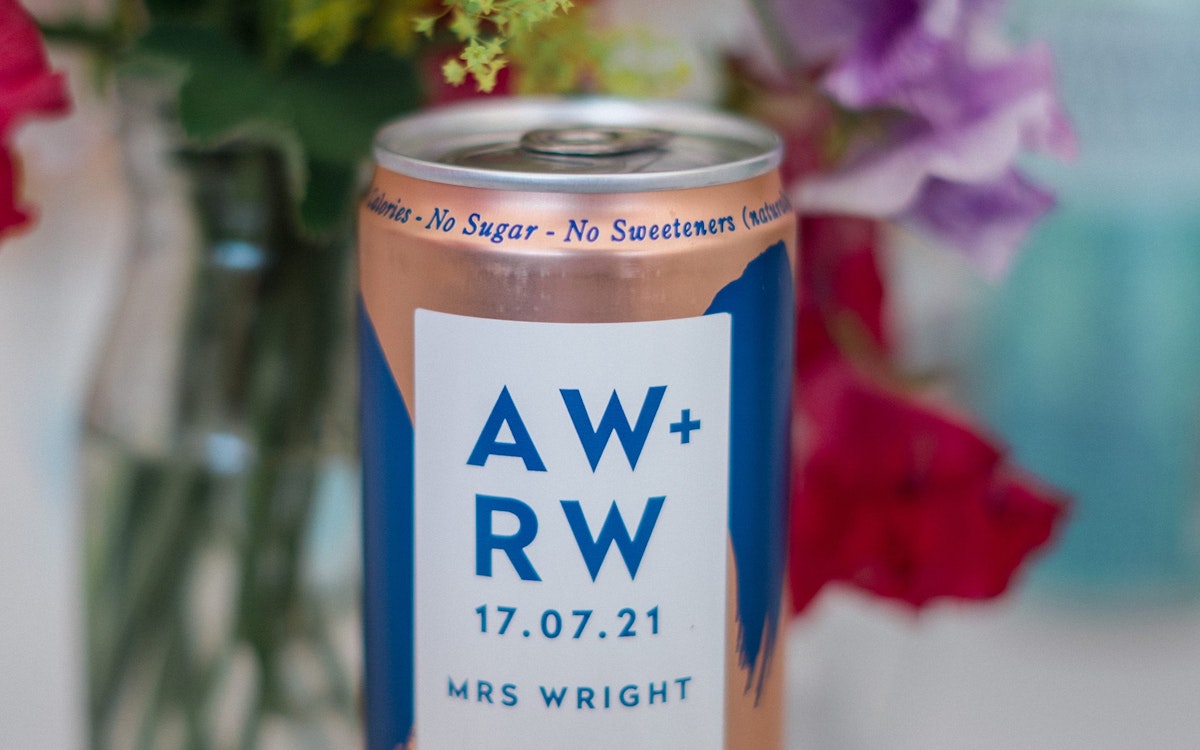 Calories - No Sugar - No Sweeteners
AW+
RW
17.07.21
MRS WRIGHT